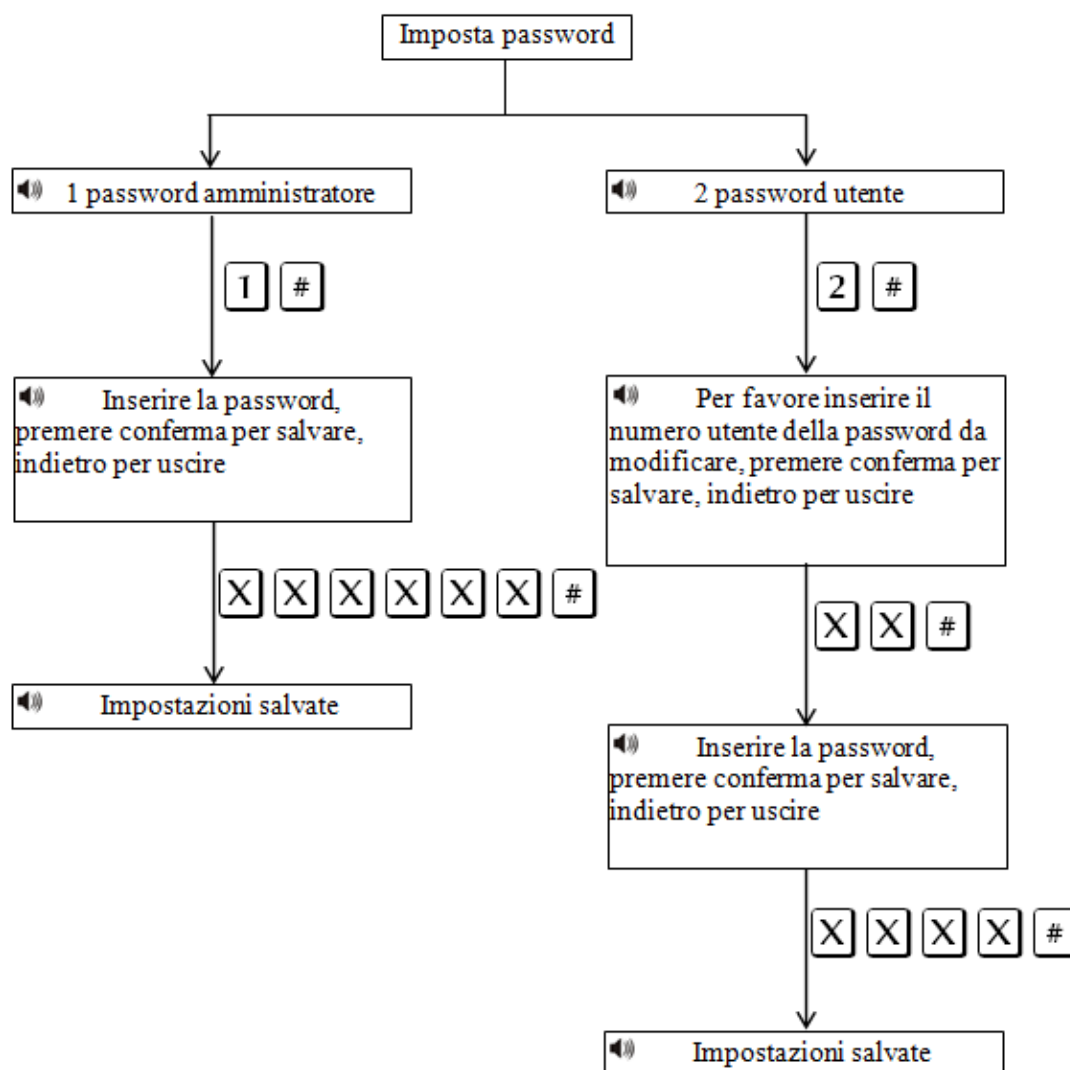 Imposta password
1 password amministratore
1 #
Inserire la password,
premere conferma per salvare,
indietro per uscire
X X X X X X #
Impostazioni salvate
2 password utente
2 #
Per favore inserire il
numero utente della password da
modificare, premere conferma per
salvare, indietro per uscire
X X #
Inserire la password,
premere conferma per salvare,
indietro per uscire
X X X X #
Impostazioni salvate